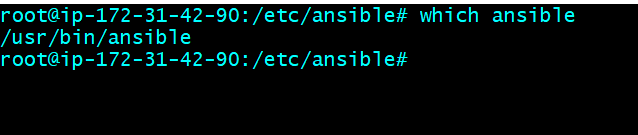 root@ip-172-31-42-90:/etc/ansible# which ansible
/usr/bin/ansible
root@ip-172-31-42-90:/etc/ansible#